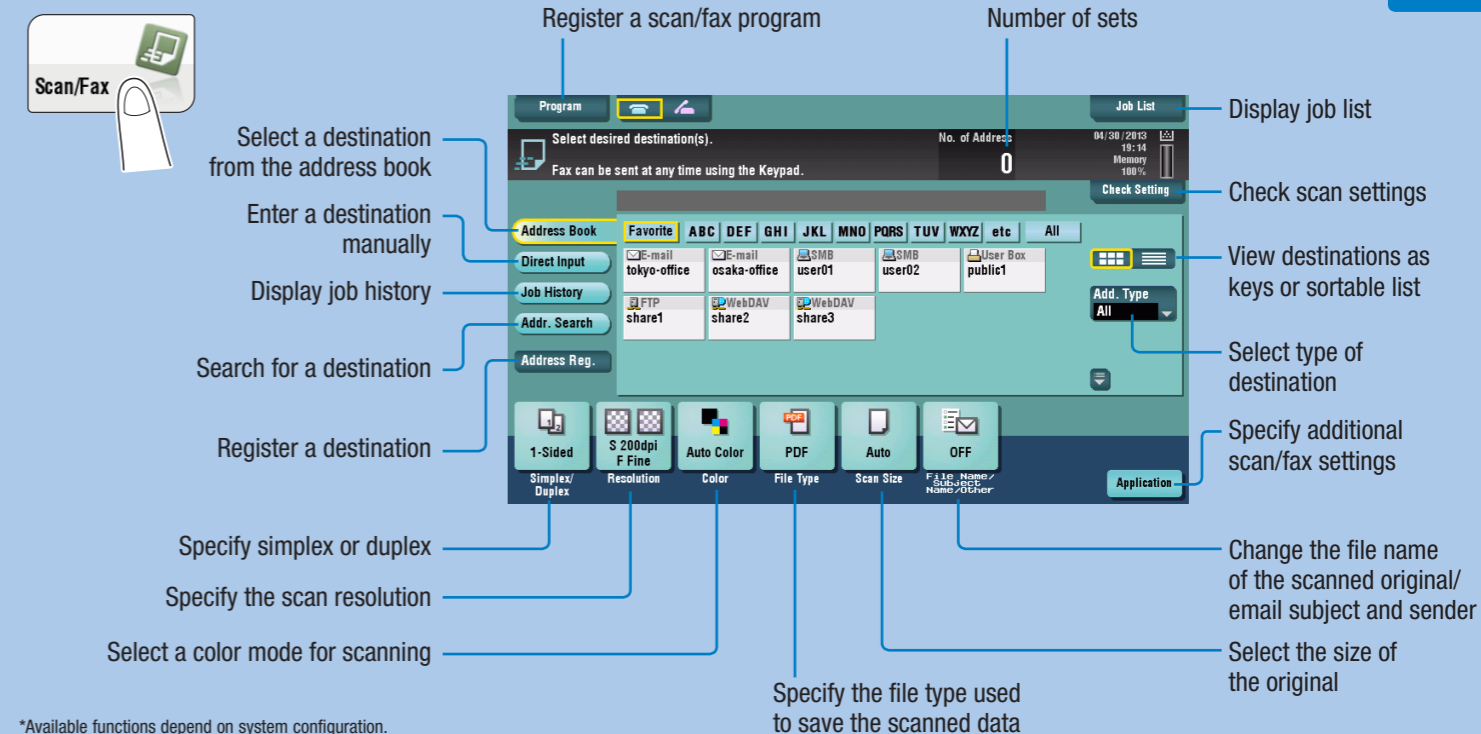 Register a scan/fax program
Number of sets
Scan/Fax
Select a destination
from the address book
Enter a destination
manually
Display job history
Search for a destination
Register a destination
Program
Job List
Select desired destination(s).
Fax can be sent at any time using the Keypad.
No. of Address
0
04/30/2013
19:14
Memory
100%
Check Setting
Address Book
Direct Input
Job History
Addr. Search
Address Reg.
Favorite ABC DEF GHI JKL MNO PQRS TUV WXYZ etc All
E-mail E-mail SMB SMB User Box
tokyo-office osaka-office user01 user02 public1
FTP WebDAV WebDAV
share1 share2 share3
Add. Type
All
1-Sided
Simplex/
Duplex
S 200dpi
F Fine
Resolution
Auto Color
Color
PDF
PDF
File Type
Auto
Scan Size
OFF
File Name/
Subject
Name/Other
Application
Display job list
Check scan settings
View destinations as
keys or sortable list
Select type of
destination
Specify additional
scan/fax settings
Specify simplex or duplex
Specify the scan resolution
Select a color mode for scanning
Specify the file type used
to save the scanned data
Change the file name
of the scanned original/
email subject and sender
Select the size of
the original
*Available functions depend on system configuration.